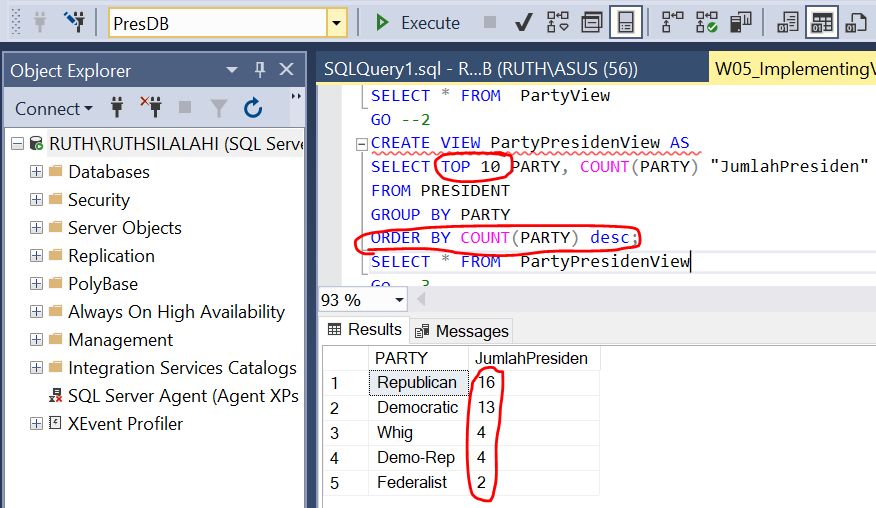 PresDB
Execute
Object Explorer
SQLQuery1.sql - R...B (RUTH\ASUS (56))
W05_ImplementingV
Connect
RUTH\RUTHSILALAHI (SQL Serve
Databases
Security
Server Objects
Replication
PolyBase
Always On High Availability
Management
Integration Services Catalogs
SQL Server Agent (Agent XPs
XEvent Profiler
SELECT * FROM  PartyView
GO --2
CREATE VIEW PartyPresidenView AS
SELECT TOP 10 PARTY, COUNT(PARTY) "JumlahPresiden"
FROM PRESIDENT
GROUP BY PARTY
ORDER BY COUNT(PARTY) desc;
SELECT * FROM  PartyPresidenView
Go --3
93 %
Results
Messages
PARTY JumlahPresiden
1 Republican 16
2 Democratic 13
3 Whig 4
4 Demo-Rep 4
5 Federalist 2